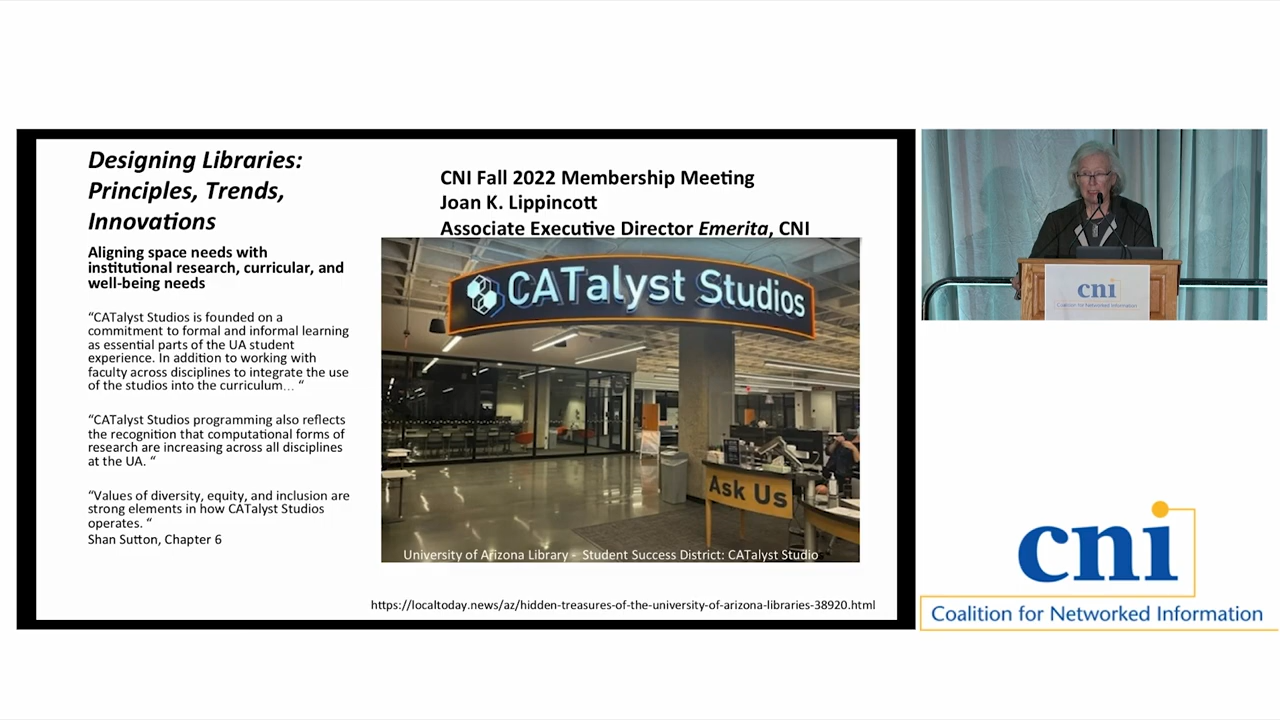 Designing Libraries:
Principles, Trends,
Innovations
Aligning space needs with
institutional research, curricular, and
well-being needs
“CATalyst Studios is founded on a
commitment to formal and informal learning
as essential parts of the UA student
experience. In addition to working with
faculty across disciplines to integrate the use
of the studios into the curriculum… “
“CATalyst Studios programming also reflects
the recognition that computational forms of
research are increasing across all disciplines
at the UA. “
“Values of diversity, equity, and inclusion are
strong elements in how CATalyst Studios
operates. “
Shan Sutton, Chapter 6
CNI Fall 2022 Membership Meeting
Joan K. Lippincott
Associate Executive Director Emerita, CNI
CATalyst Studios
Ask Us
University of Arizona Library - Student Success District: CATalyst Studio
https://localtoday.news/az/hidden-treasures-of-the-university-of-arizona-libraries-38920.html
cni
Coalition for Networked Information
cni
Coalition for Networked Information